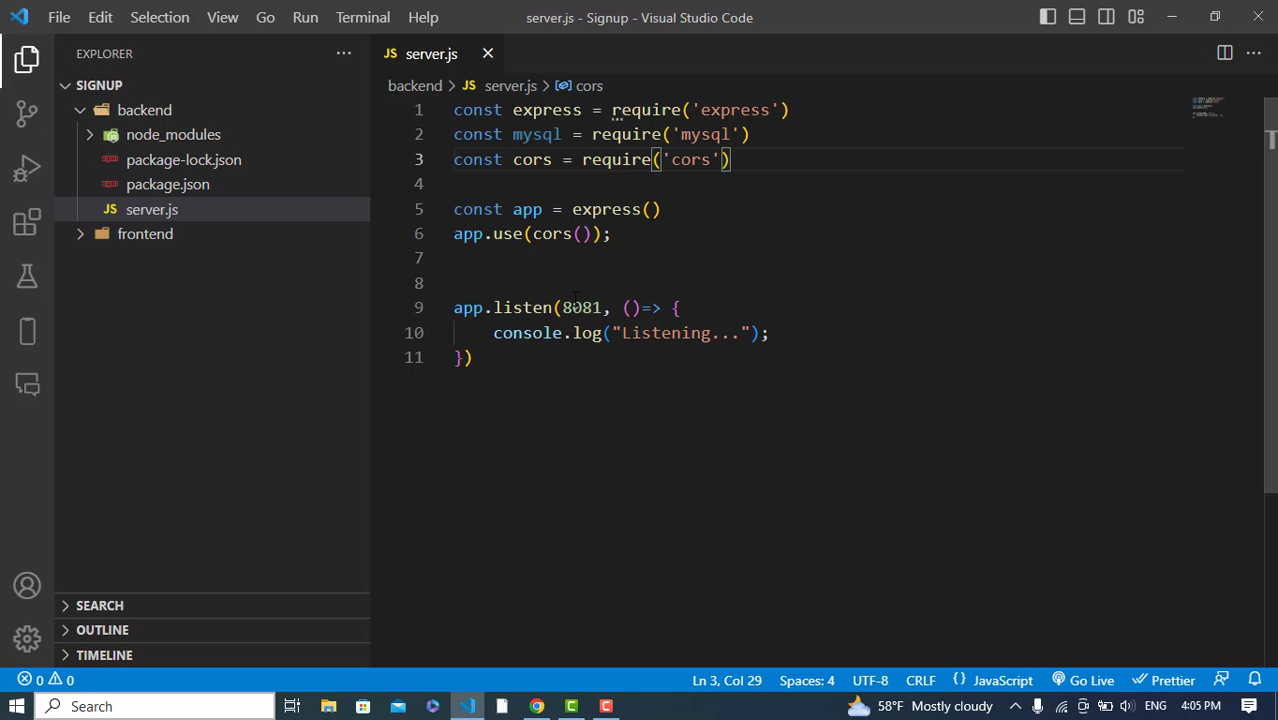 File Edit Selection View Go Run Terminal Help server.js - Signup - Visual Studio Code
EXPLORER
SIGNUP
backend
node_modules
package-lock.json
package.json
JS server.js
frontend
SEARCH
OUTLINE
TIMELINE
JS server.js
backend > JS server.js > cors
1 const express = require('express')
2 const mysql = require('mysql')
3 const cors = require('cors')
4
5 const app = express()
6 app.use(cors());
7
8
9 app.listen(8081, ()=> {
10 console.log("Listening...");
11 })
0 0 Ln 3, Col 29 Spaces: 4 UTF-8 CRLF {} JavaScript Go Live Prettier
Search 58°F Mostly cloudy ENG 4:05 PM